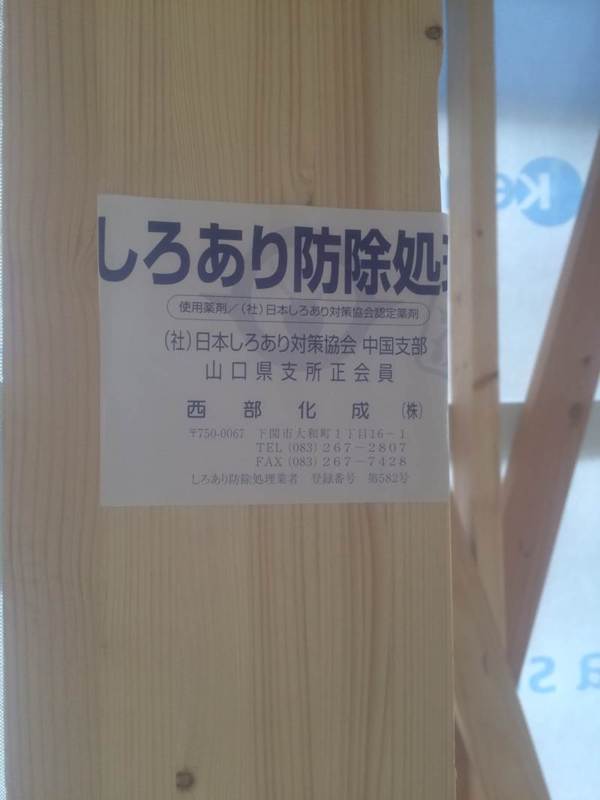 しろあり防除処
使用薬剤/(社)日本しろあり対策協会認定薬剤
(社)日本しろあり対策協会 中国支部
山口県支所正会員
西部化成(株)
〒750-0067 下関市大和町1丁目16-1
TEL(083)267-2807
FAX(083)267-7428
しろあり防除処理業者 登録番号 第582号